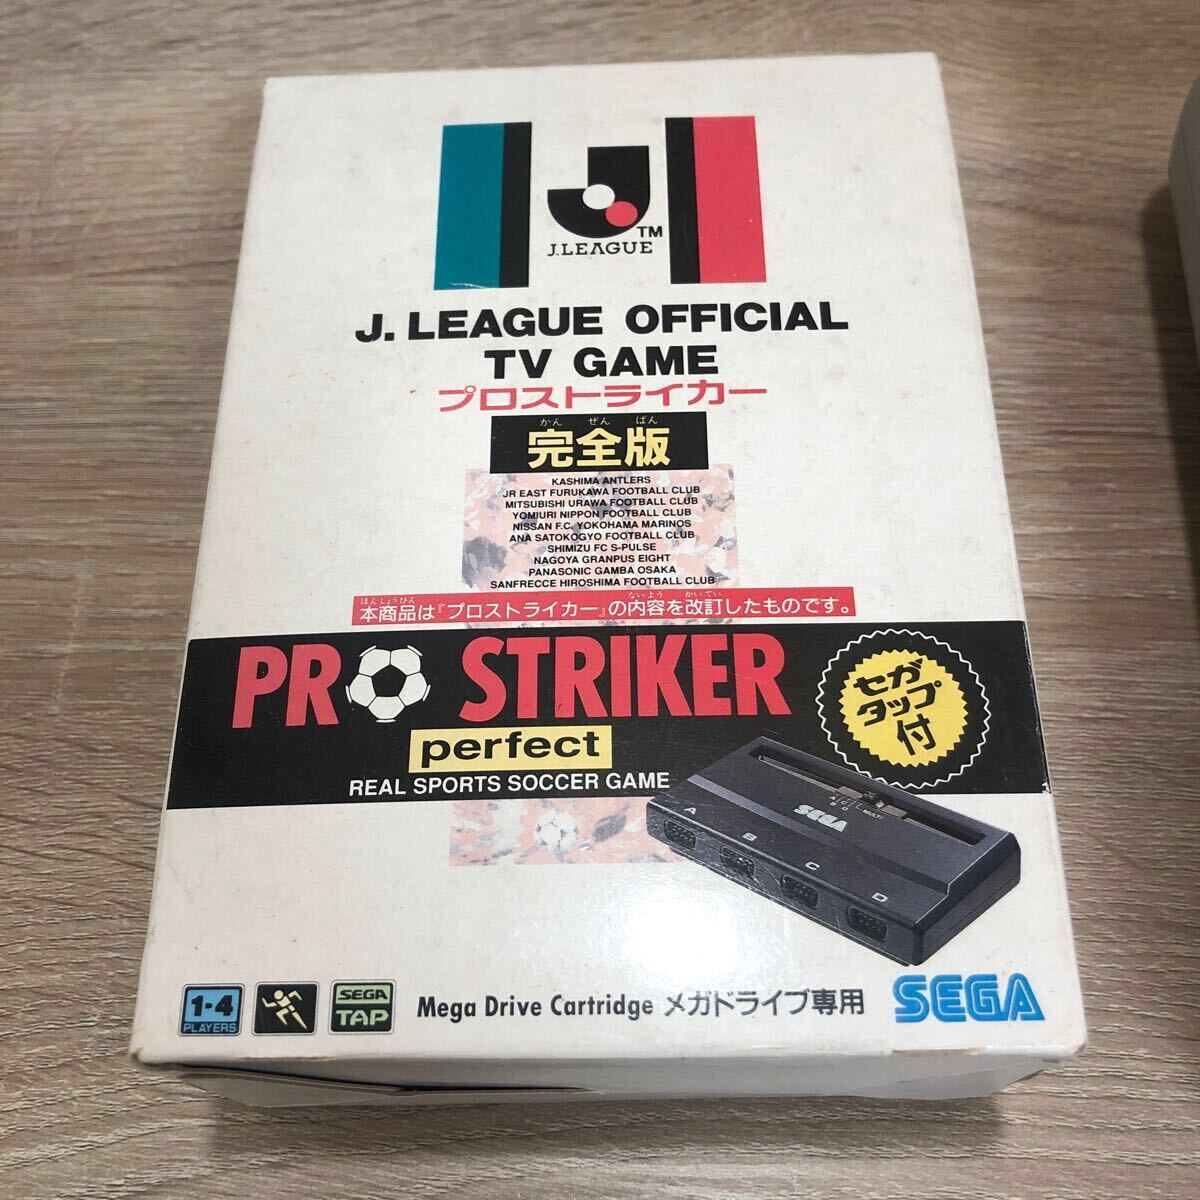 TM
J.LEAGUE
J. LEAGUE OFFICIAL
TV GAME
プロストライカー
かん ぜん ばん
完全版
KASHIMA ANTLERS
JR EAST FURUKAWA FOOTBALL CLUB
MITSUBISHI URAWA FOOTBALL CLUB
YOMIURI NIPPON FOOTBALL CLUB
NISSAN F.C. YOKOHAMA MARINOS
ANA SATOKOGYO FOOTBALL CLUB
SHIMIZU FC S-PULSE
NAGOYA GRANPUS EIGHT
PANASONIC GAMBA OSAKA
SANFRECCE HIROSHIMA FOOTBALL CLUB
ほんしょうひん ないよう かいてい
本商品は『プロストライカー』の内容を改訂したものです。
PRO STRIKER
perfect
REAL SPORTS SOCCER GAME
セガ
タップ
付
SEGA
MULTI
A B C D
1-4
PLAYERS
SEGA
TAP
Mega Drive Cartridge メガドライブ専用
SEGA